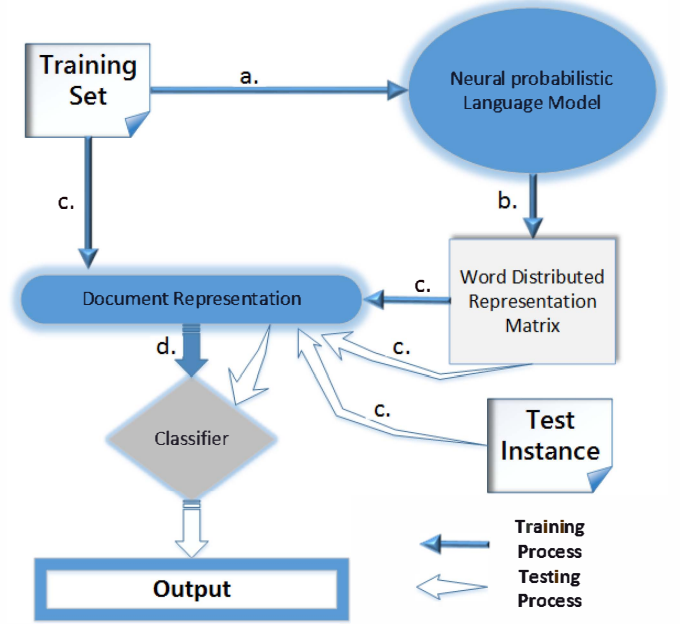 Training
Set
a.
Neural probabilistic
Language Model
c.
b.
Document Representation
c.
Word Distributed
Representation
Matrix
d.
c.
c.
Classifier
Test
Instance
Training
Process
Testing
Process
Output